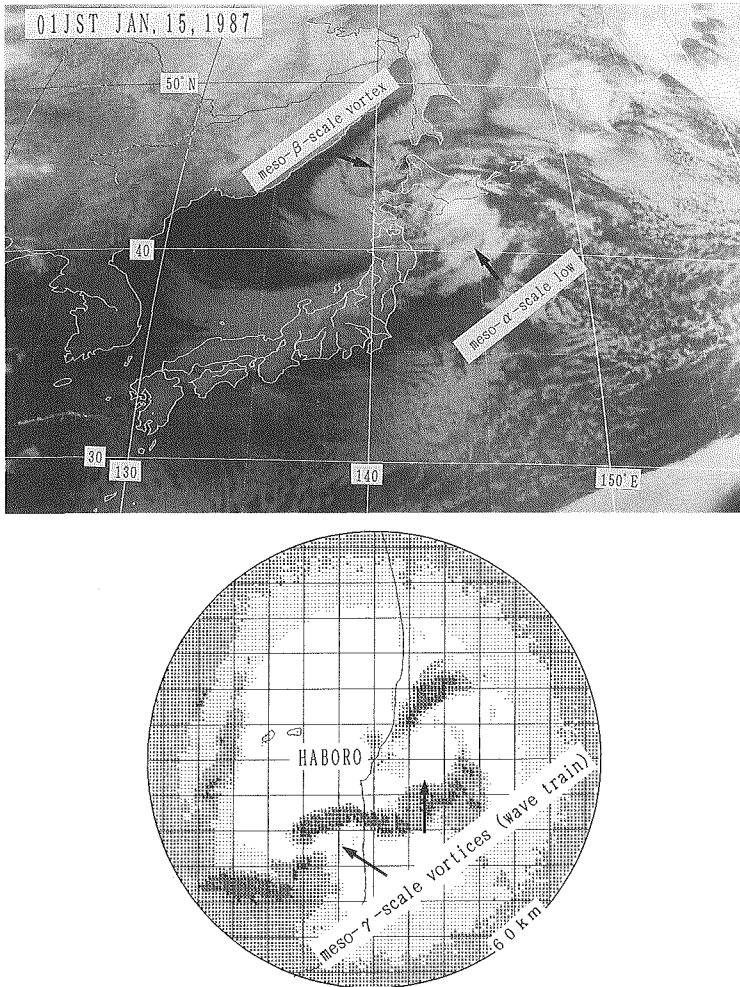 01JST JAN, 15, 1987
50°N
meso-β-scale vortex
40
meso-α-scale low
30
130
140
150°E
HABORO
meso-γ-scale vortices (wave train)
60km